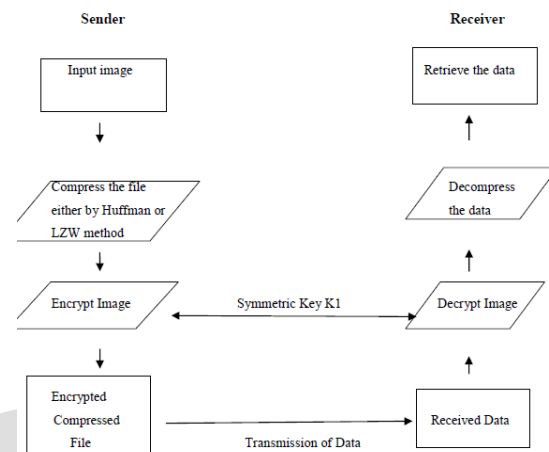 Sender
Receiver
Input image
Retrieve the data
Compress the file
either by Huffman or
LZW method
Decompress
the data
Encrypt Image
Symmetric Key K1
Decrypt Image
Encrypted
Compressed
File
Transmission of Data
Received Data